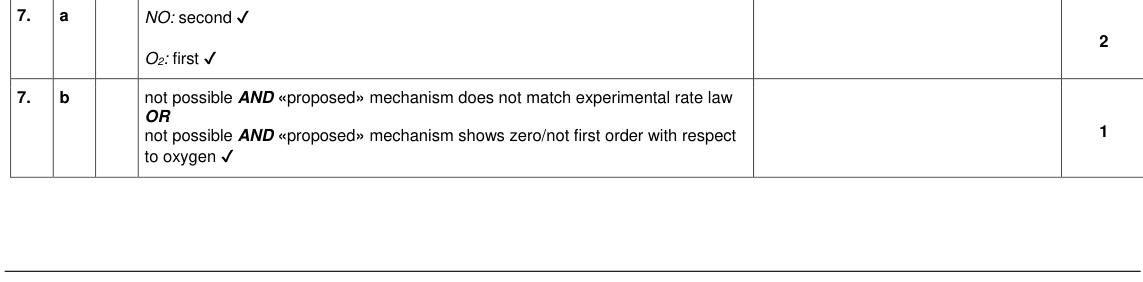 7. a NO: second ✓
O2: first ✓
2
7. b not possible AND «proposed» mechanism does not match experimental rate law
OR
not possible AND «proposed» mechanism shows zero/not first order with respect
to oxygen ✓
1